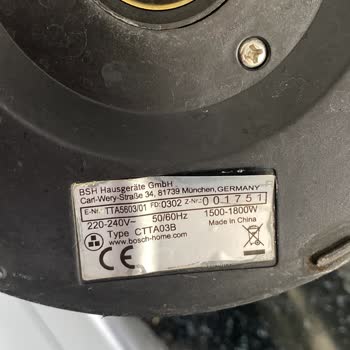 BSH Hausgeräte GmbH
Carl-Wery-Straße 34, 81739 München, GERMANY
E-Nr. TTA5603/01 FD: 0302 Z-Nr.: 001751
220-240V~ 50/60Hz 1500-1800W
Type CTTA03B Made in China
www.bosch-home.com
CE